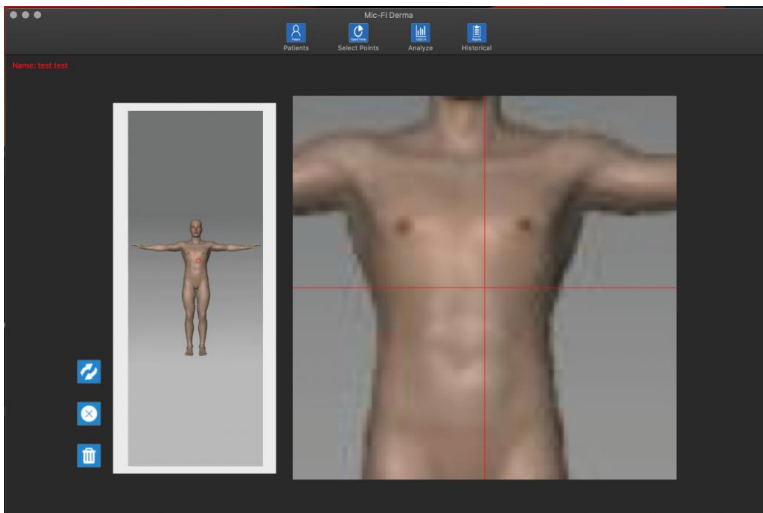 Mic-Fi Derma
Patients
Select Points
Analyze
Historical
Name: test test